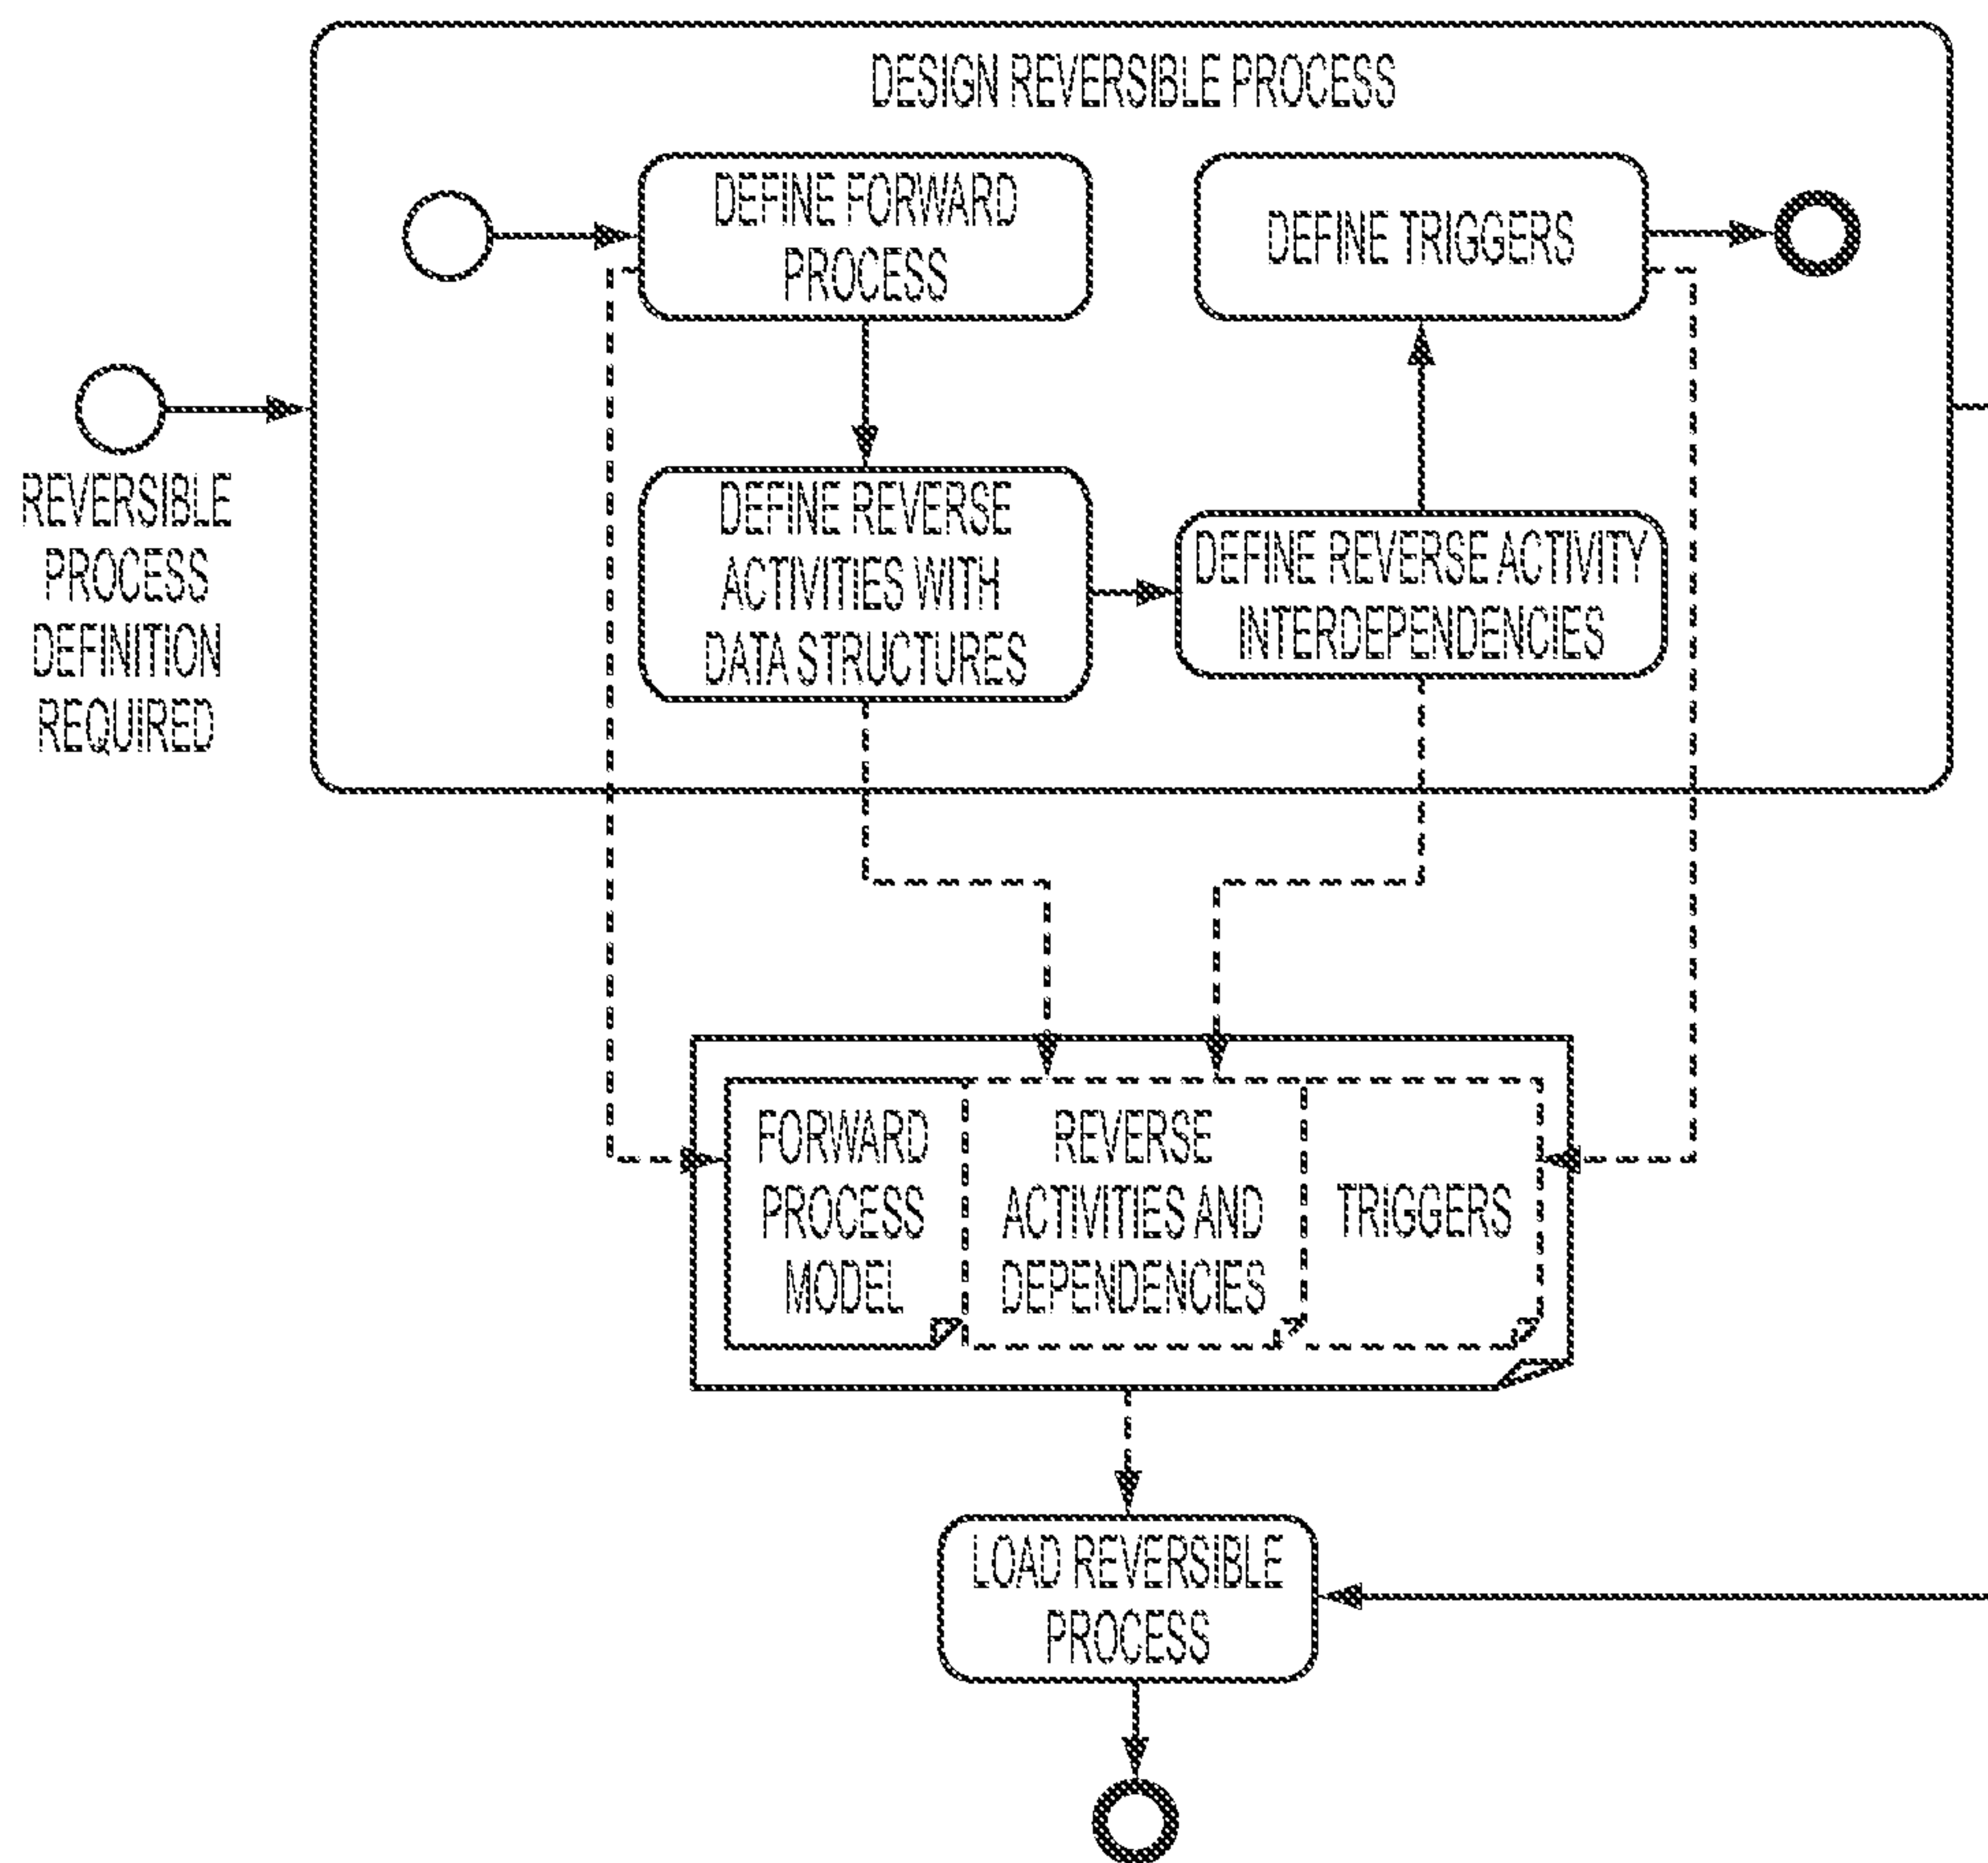 DESIGN REVERSIBLE PROCESS
DEFINE FORWARD
PROCESS
DEFINE TRIGGERS
REVERSIBLE
PROCESS
DEFINITION
REQUIRED
DEFINE REVERSE
ACTIVITIES WITH
DATA STRUCTURES
DEFINE REVERSE ACTIVITY
INTERDEPENDENCIES
FORWARD
PROCESS
MODEL
REVERSE
ACTIVITIES AND
DEPENDENCIES
TRIGGERS
LOAD REVERSIBLE
PROCESS